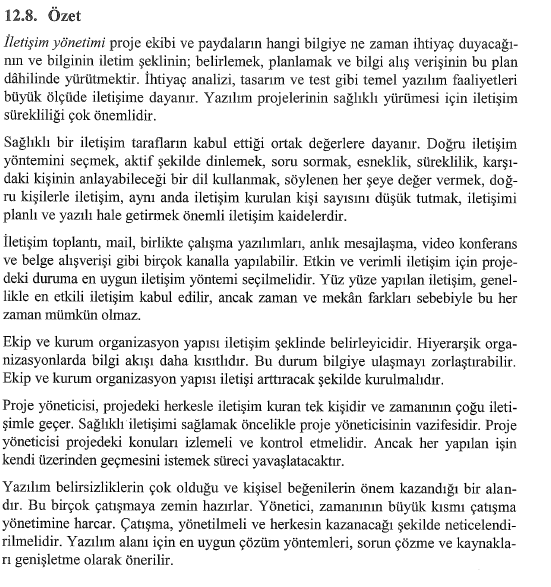 12.8. Özet
İletişim yönetimi proje ekibi ve paydaların hangi bilgiye ne zaman ihtiyaç duyacağı-
nın ve bilginin iletim şeklinin; belirlemek, planlamak ve bilgi alış verişinin bu plan
dâhilinde yürütmektir. İhtiyaç analizi, tasarım ve test gibi temel yazılım faaliyetleri
büyük ölçüde iletişime dayanır. Yazılım projelerinin sağlıklı yürümesi için iletişim
sürekliliği çok önemlidir.
Sağlıklı bir iletişim tarafların kabul ettiği ortak değerlere dayanır. Doğru iletişim
yöntemini seçmek, aktif şekilde dinlemek, soru sormak, esneklik, süreklilik, karşı-
daki kişinin anlayabileceği bir dil kullanmak, söylenen her şeye değer vermek, doğ-
ru kişilerle iletişim, aynı anda iletişim kurulan kişi sayısını düşük tutmak, iletişimi
planlı ve yazılı hale getirmek önemli iletişim kaidelerdir.
İletişim toplantı, mail, birlikte çalışma yazılımları, anlık mesajlaşma, video konferans
ve belge alışverişi gibi birçok kanalla yapılabilir. Etkin ve verimli iletişim için proje-
deki duruma en uygun iletişim yöntemi seçilmelidir. Yüz yüze yapılan iletişim, genel-
likle en etkili iletişim kabul edilir, ancak zaman ve mekân farkları sebebiyle bu her
zaman mümkün olmaz.
Ekip ve kurum organizasyon yapısı iletişim şeklinde belirleyicidir. Hiyerarşik orga-
nizasyonlarda bilgi akışı daha kısıtlıdır. Bu durum bilgiye ulaşmayı zorlaştırabilir.
Ekip ve kurum organizasyon yapısı iletişi arttıracak şekilde kurulmalıdır.
Proje yöneticisi, projedeki herkesle iletişim kuran tek kişidir ve zamanının çoğu ileti-
şimle geçer. Sağlıklı iletişimi sağlamak öncelikle proje yöneticisinin vazifesidir. Proje
yöneticisi projedeki konuları izlemeli ve kontrol etmelidir. Ancak her yapılan işin
kendi üzerinden geçmesini istemek süreci yavaşlatacaktır.
Yazılım belirsizliklerin çok olduğu ve kişisel beğenilerin önem kazandığı bir alan-
dır. Bu birçok çatışmaya zemin hazırlar. Yönetici, zamanının büyük kısmı çatışma
yönetimine harcar. Çatışma, yönetilmeli ve herkesin kazanacağı şekilde neticelendi-
rilmelidir. Yazılım alanı için en uygun çözüm yöntemleri, sorun çözme ve kaynakla-
rı genişletme olarak önerilir.